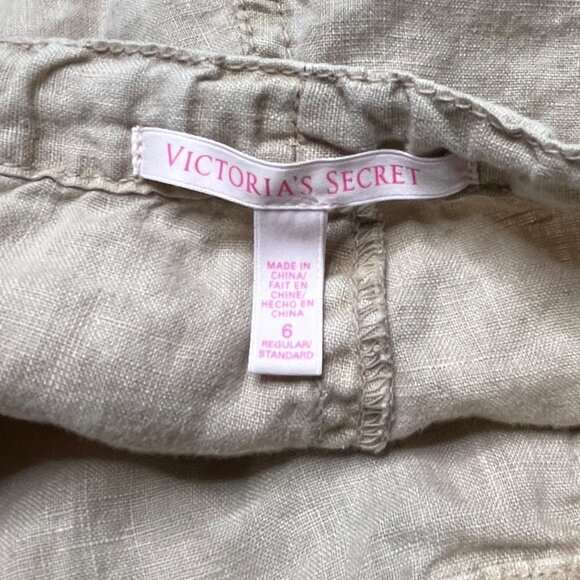 VICTORIA'S SECRET
MADE IN
CHINA/
FAIT EN
CHINE/
HECHO EN
CHINA
6
REGULAR/
STANDARD